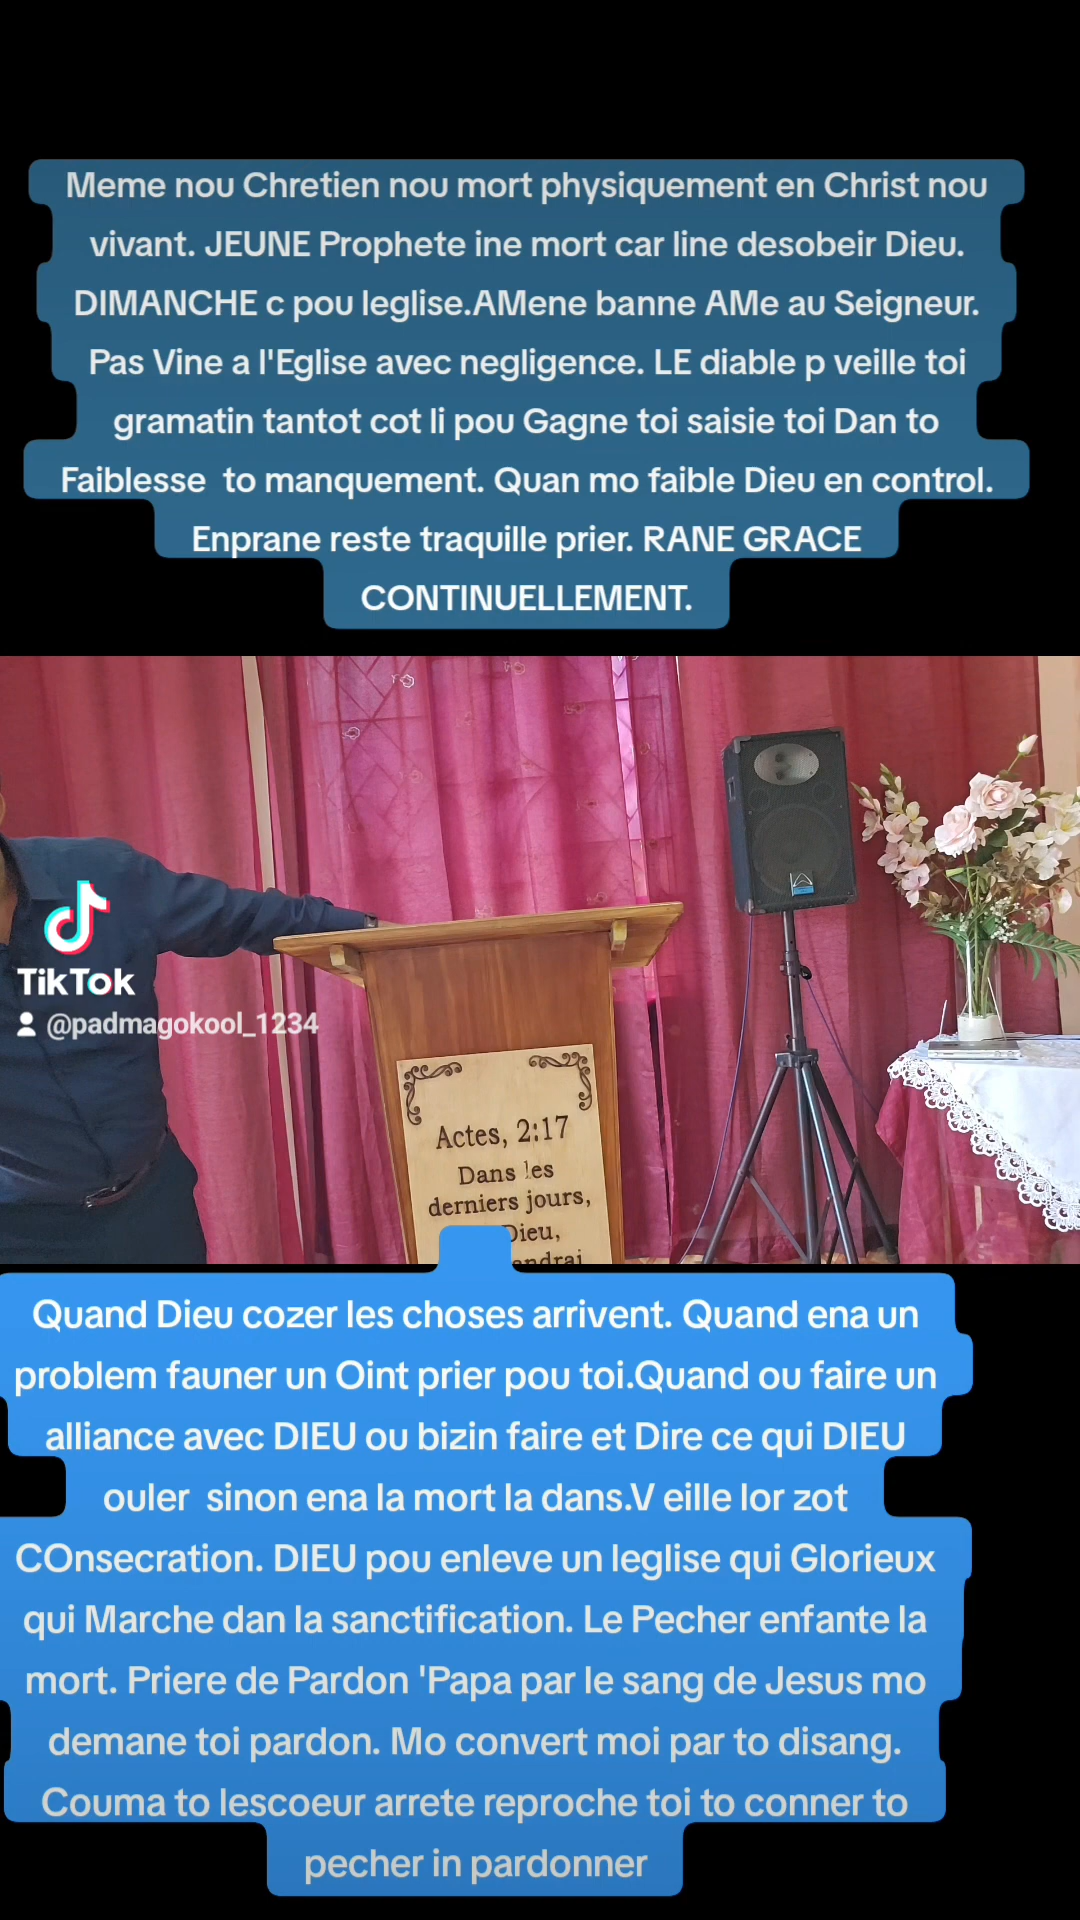 Meme nou Chretien nou mort physiquement en Christ nou
vivant. JEUNE Prophete ine mort car line desobeir Dieu.
DIMANCHE c pou leglise.AMene banne AMe au Seigneur.
Pas Vine a l'Eglise avec negligence. LE diable p veille toi
gramatin tantot cot li pou Gagne toi saisie toi Dan to
Faiblesse  to manquement. Quan mo faible Dieu en control.
Enprane reste traquille prier. RANE GRACE
CONTINUELLEMENT.
TikTok
@padmagokool_1234
Actes, 2:17
Dans les
derniers jours,
Dieu,
Quand Dieu cozer les choses arrivent. Quand ena un
problem fauner un Oint prier pou toi.Quand ou faire un
alliance avec DIEU ou bizin faire et Dire ce qui DIEU
ouler  sinon ena la mort la dans.V eille lor zot
COnsecration. DIEU pou enleve un leglise qui Glorieux
qui Marche dan la sanctification. Le Pecher enfante la
mort. Priere de Pardon 'Papa par le sang de Jesus mo
demane toi pardon. Mo convert moi par to disang.
Couma to lescoeur arrete reproche toi to conner to
pecher in pardonner